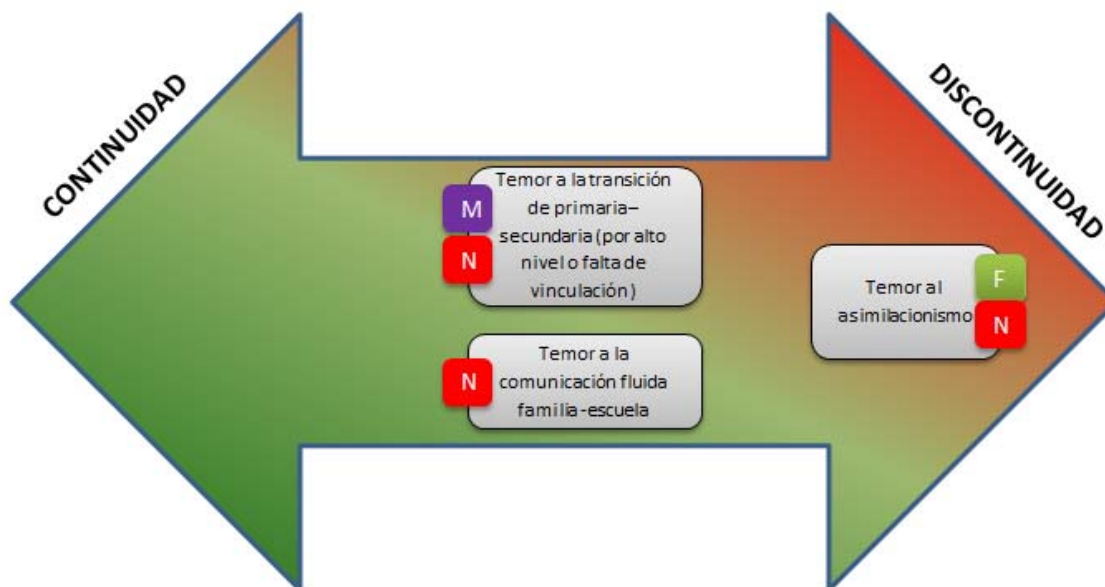 CONTINUIDAD
DISCONTINUIDAD
M
N
Temor a la transición
de primaria–
secundaria (por alto
nivel o falta de
vinculación)
N
Temor a la
comunicación fluida
familia-escuela
Temor al
asimilacionismo
F
N